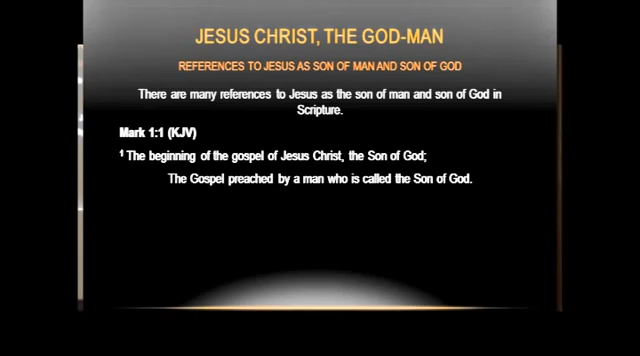 JESUS CHRIST, THE GOD-MAN
REFERENCES TO JESUS AS SON OF MAN AND SON OF GOD
There are many references to Jesus as the son of man and son of God in
Scripture.
Mark 1:1 (KJV)
1 The beginning of the gospel of Jesus Christ, the Son of God;
The Gospel preached by a man who is called the Son of God.